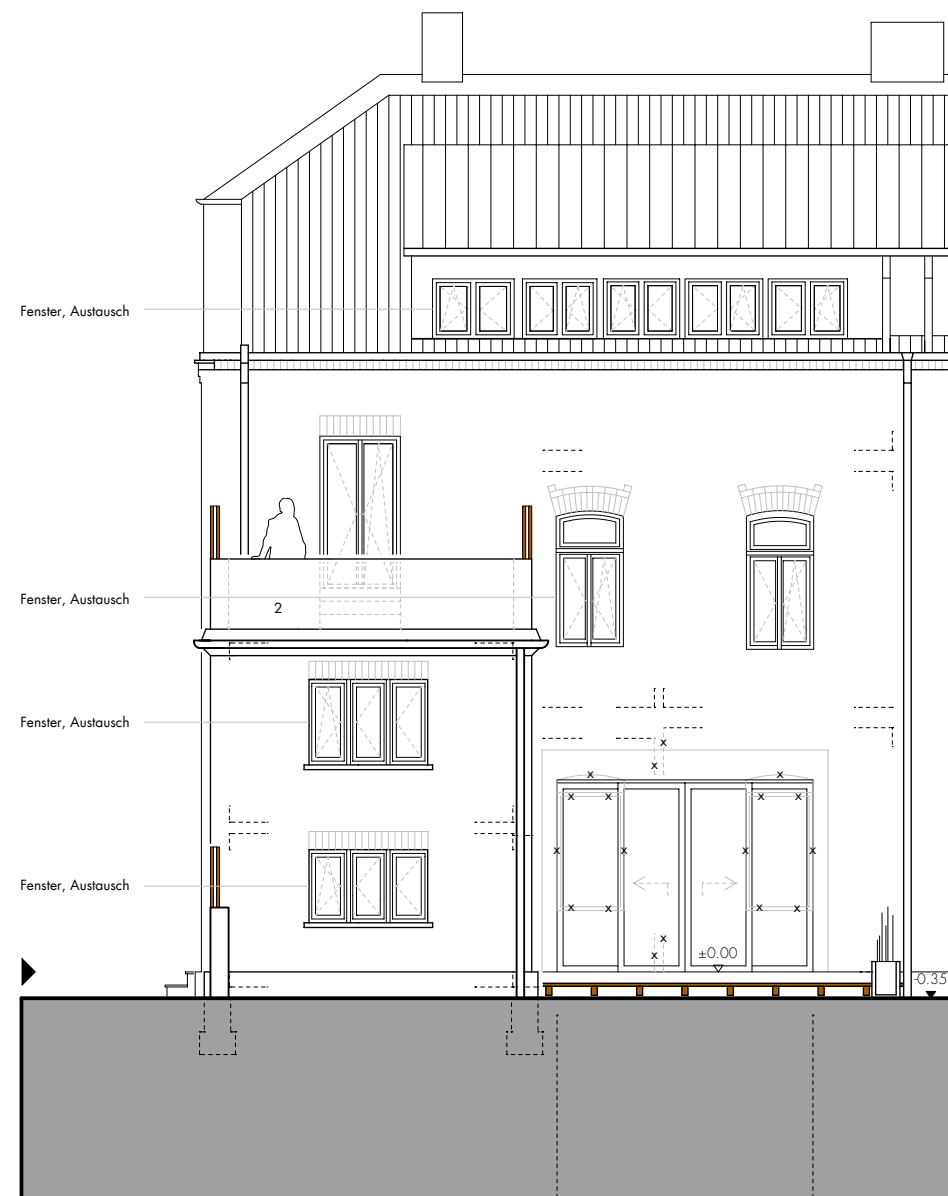 Fenster, Austausch
Fenster, Austausch
2
Fenster, Austausch
x
x
x x
x x x x
x x x x
Fenster, Austausch
x x x x
x
x
±0.00
-0.35